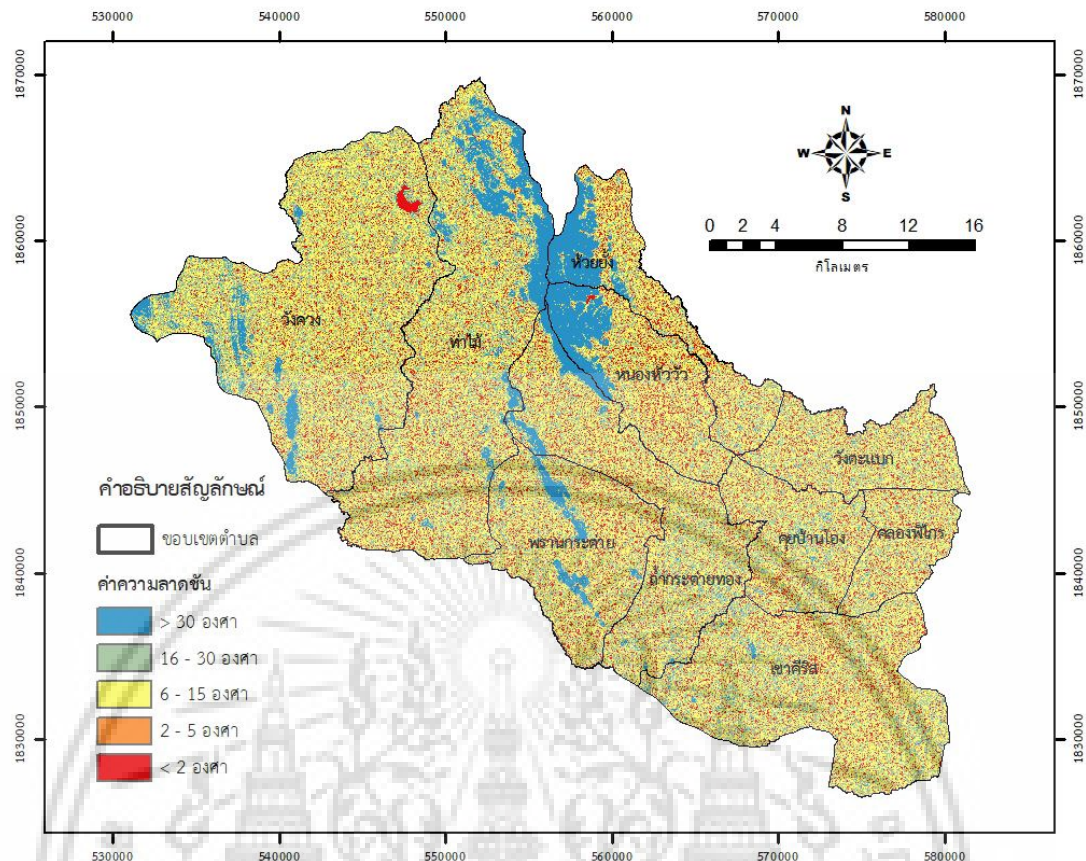 530000 540000 550000 560000 570000 580000
1870000 1870000
N
W E
S
0 2 4 8 12 16
กิโลเมตร
1860000 1860000
ห้วยยั้ง
วังควง
ท่าไม้
หนองหัววัว
1850000 1850000
วังตะแบก
คำอธิบายสัญลักษณ์
ขอบเขตตำบล
พรานกระต่าย
คุยบ้านโอง
คลองพิไกร
1840000 1840000
ถ้ำกระต่ายทอง
ค่าความลาดชัน
> 30 องศา
16 - 30 องศา
เขาคีริส
6 - 15 องศา
2 - 5 องศา
1830000 1830000
< 2 องศา
530000 540000 550000 560000 570000 580000